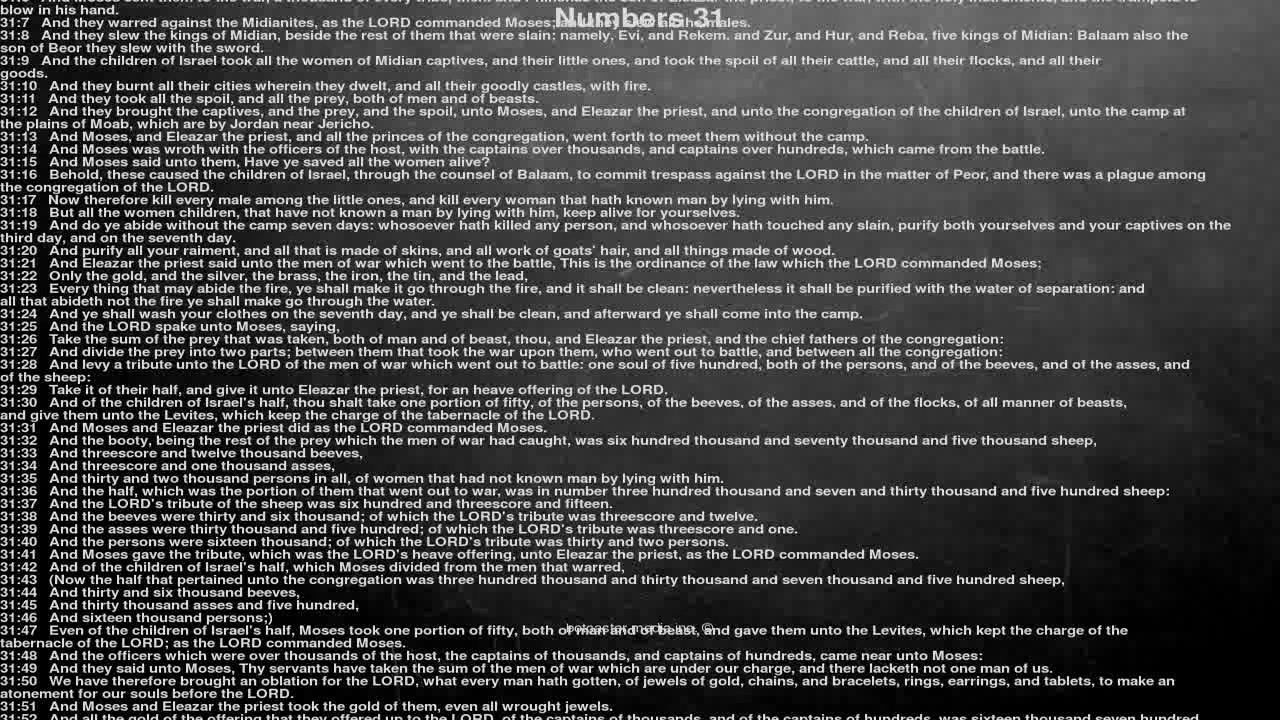 Numbers 31
blow in his hand.
31:7 And they warred against the Midianites, as the LORD commanded Moses; males.
31:8 And they slew the kings of Midian, beside the rest of them that were slain: namely, Evi, and Rekem, and Zur, and Hur, and Reba, five kings of Midian: Balaam also the
son of Beor they slew with the sword.
31:9 And the children of Israel took all the women of Midian captives, and their little ones, and took the spoil of all their cattle, and all their flocks, and all their
goods.
31:10 And they burnt all their cities wherein they dwelt, and all their goodly castles, with fire.
31:11 And they took all the spoil, and all the prey, both of men and of beasts.
31:12 And they brought the captives, and the prey, and the spoil, unto Moses, and Eleazar the priest, and unto the congregation of the children of Israel, unto the camp at
the plains of Moab, which are by Jordan near Jericho.
31:13 And Moses, and Eleazar the priest, and all the princes of the congregation, went forth to meet them without the camp.
31:14 And Moses was wroth with the officers of the host, with the captains over thousands, and captains over hundreds, which came from the battle.
31:15 And Moses said unto them, Have ye saved all the women alive?
31:16 Behold, these caused the children of Israel, through the counsel of Balaam, to commit trespass against the LORD in the matter of Peor, and there was a plague among
the congregation of the LORD.
31:17 Now therefore kill every male among the little ones, and kill every woman that hath known man by lying with him.
31:18 But all the women children, that have not known a man by lying with him, keep alive for yourselves.
31:19 And do ye abide without the camp seven days: whosoever hath killed any person, and whosoever hath touched any slain, purify both yourselves and your captives on the
third day, and on the seventh day.
31:20 And purify all your raiment, and all that is made of skins, and all work of goats' hair, and all things made of wood.
31:21 And Eleazar the priest said unto the men of war which went to the battle, This is the ordinance of the law which the LORD commanded Moses;
31:22 Only the gold, and the silver, the brass, the iron, the tin, and the lead,
31:23 Every thing that may abide the fire, ye shall make it go through the fire, and it shall be clean: nevertheless it shall be purified with the water of separation: and
all that abideth not the fire ye shall make go through the water.
31:24 And ye shall wash your clothes on the seventh day, and ye shall be clean, and afterward ye shall come into the camp.
31:25 And the LORD spake unto Moses, saying,
31:26 Take the sum of the prey that was taken, both of man and of beast, thou, and Eleazar the priest, and the chief fathers of the congregation:
31:27 And divide the prey into two parts; between them that took the war upon them, who went out to battle, and between all the congregation:
31:28 And levy a tribute unto the LORD of the men of war which went out to battle: one soul of five hundred, both of the persons, and of the beeves, and of the asses, and
of the sheep:
31:29 Take it of their half, and give it unto Eleazar the priest, for an heave offering of the LORD.
31:30 And of the children of Israel's half, thou shalt take one portion of fifty, of the persons, of the beeves, of the asses, and of the flocks, of all manner of beasts,
and give them unto the Levites, which keep the charge of the tabernacle of the LORD.
31:31 And Moses and Eleazar the priest did as the LORD commanded Moses.
31:32 And the booty, being the rest of the prey which the men of war had caught, was six hundred thousand and seventy thousand and five thousand sheep,
31:33 And threescore and twelve thousand beeves,
31:34 And threescore and one thousand asses,
31:35 And thirty and two thousand persons in all, of women that had not known man by lying with him.
31:36 And the half, which was the portion of them that went out to war, was in number three hundred thousand and seven and thirty thousand and five hundred sheep:
31:37 And the LORD's tribute of the sheep was six hundred and threescore and fifteen.
31:38 And the beeves were thirty and six thousand; of which the LORD's tribute was threescore and twelve.
31:39 And the asses were thirty thousand and five hundred; of which the LORD's tribute was threescore and one.
31:40 And the persons were sixteen thousand; of which the LORD's tribute was thirty and two persons.
31:41 And Moses gave the tribute, which was the LORD's heave offering, unto Eleazar the priest, as the LORD commanded Moses.
31:42 And of the children of Israel's half, which Moses divided from the men that warred,
31:43 (Now the half that pertained unto the congregation was three hundred thousand and thirty thousand and seven thousand and five hundred sheep,
31:44 And thirty and six thousand beeves,
31:45 And thirty thousand asses and five hundred,
31:46 And sixteen thousand persons;)
31:47 Even of the children of Israel's half, Moses took one portion of fifty, both of man and of beast, and gave them unto the Levites, which kept the charge of the
tabernacle of the LORD; as the LORD commanded Moses.
31:48 And the officers which were over thousands of the host, the captains of thousands, and captains of hundreds, came near unto Moses:
31:49 And they said unto Moses, Thy servants have taken the sum of the men of war which are under our charge, and there lacketh not one man of us.
31:50 We have therefore brought an oblation for the LORD, what every man hath gotten, of jewels of gold, chains, and bracelets, rings, earrings, and tablets, to make an
atonement for our souls before the LORD.
31:51 And Moses and Eleazar the priest took the gold of them, even all wrought jewels.
31:52 And all the gold of the offering that they offered up to the LORD, of the captains of thousands, and of the captains of hundreds, was sixteen thousand seven hundred